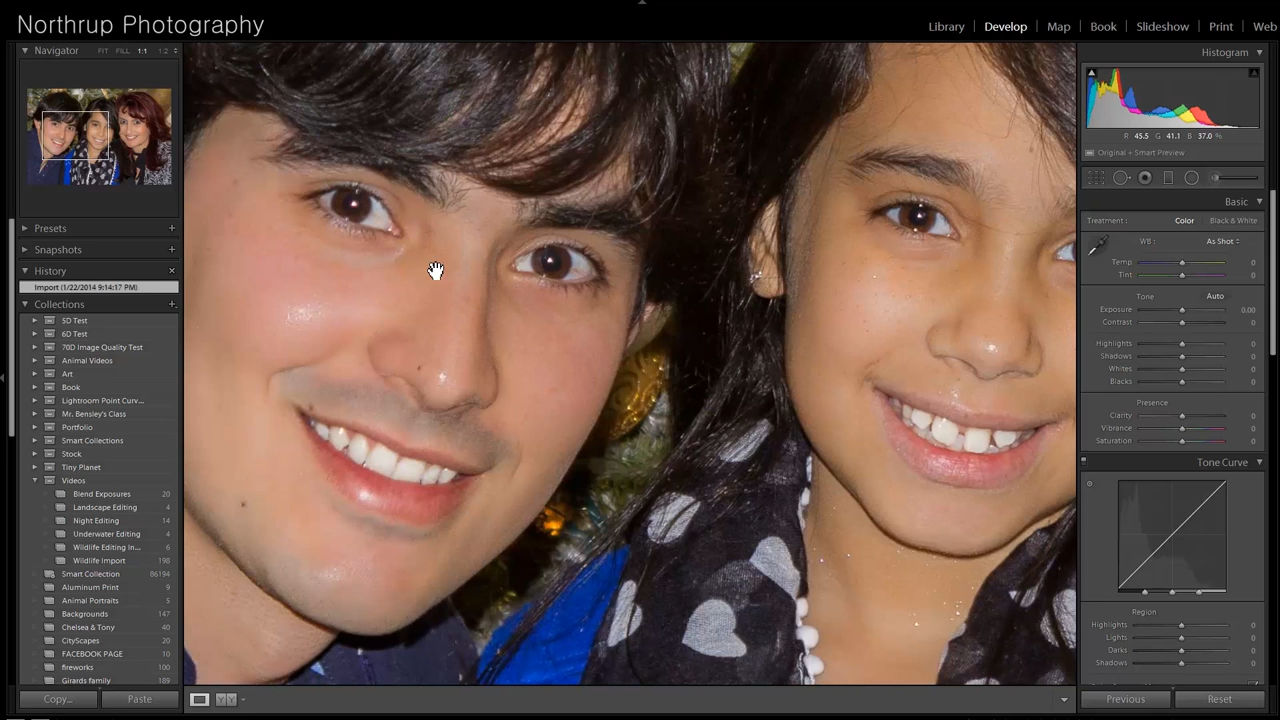 Northrup Photography
Library | Develop | Map | Book | Slideshow | Print | Web
Navigator FIT FILL 1:1 1:2
Presets
Snapshots
History
Import (1/22/2014 9:14:17 PM)
Collections
5D Test
6D Test
70D Image Quality Test
Animal Videos
Art
Book
Lightroom Point Curv...
Mr. Bensley's Class
Portfolio
Smart Collections
Stock
Tiny Planet
Videos
Blend Exposures 20
Landscape Editing 4
Night Editing 14
Underwater Editing 4
Wildlife Editing In... 6
Wildlife Import 198
Smart Collection 86194
Aluminum Print 9
Animal Portraits 5
Backgrounds 147
Chelsea & Tony 40
CityScapes 20
FACEBOOK PAGE 10
fireworks 100
Girards family 189
Copy... Paste
Histogram
R 45.5 G 41.1 B 37.0 %
Original + Smart Preview
Basic
Treatment : Color Black & White
WB : As Shot
Temp 0
Tint 0
Tone Auto
Exposure 0.00
Contrast 0
Highlights 0
Shadows 0
Whites 0
Blacks 0
Presence
Clarity 0
Vibrance 0
Saturation 0
Tone Curve
Region
Highlights 0
Lights 0
Darks 0
Shadows 0
Previous Reset